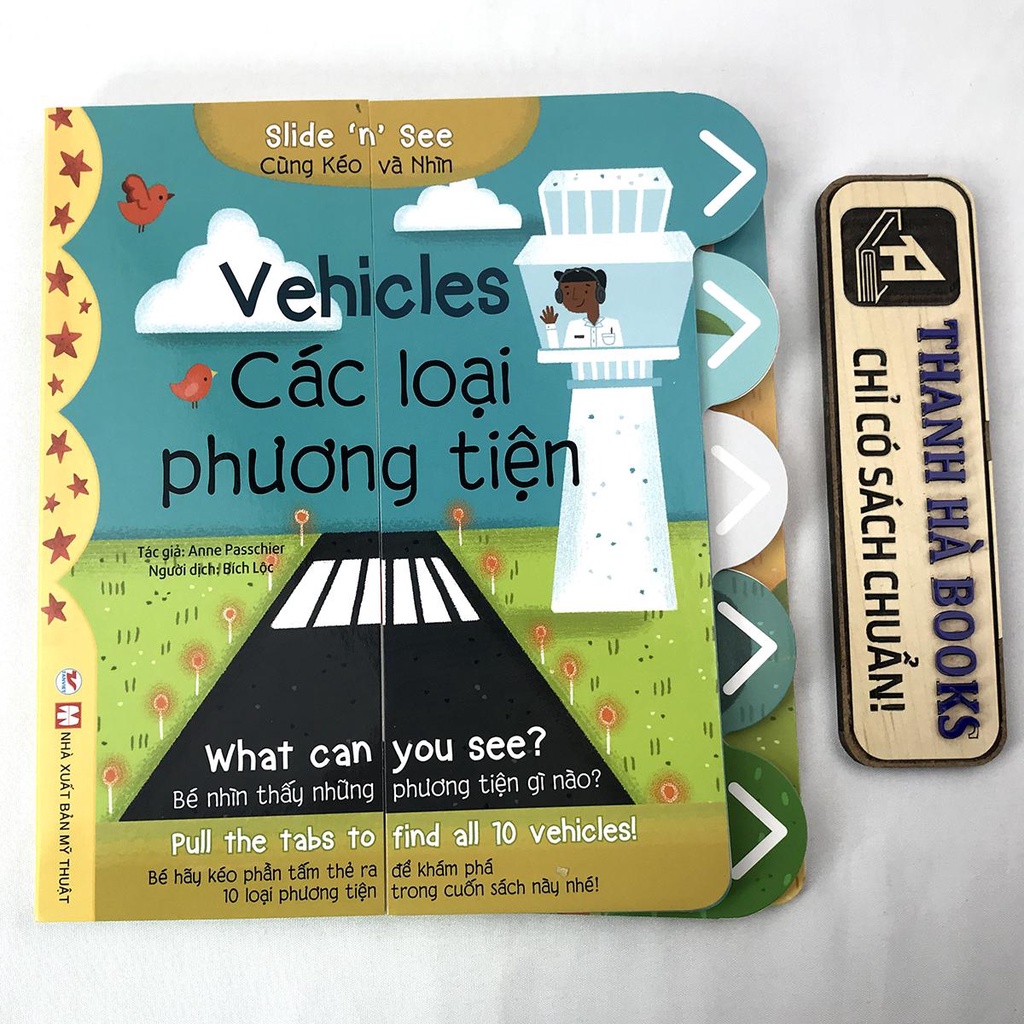 Slide 'n' See
Cùng Kéo và Nhìn
Vehicles
Các loại
phương tiện
Tác giả: Anne Passchier
Người dịch: Bích Lộc
What can you see?
Bé nhìn thấy những phương tiện gì nào?
Pull the tabs to find all 10 vehicles!
Bé hãy kéo phần tấm thẻ ra để khám phá
10 loại phương tiện trong cuốn sách này nhé!
NHÀ XUẤT BẢN MỸ THUẬT
THANH HÀ BOOKS
CHỈ CÓ SÁCH CHUẨN!